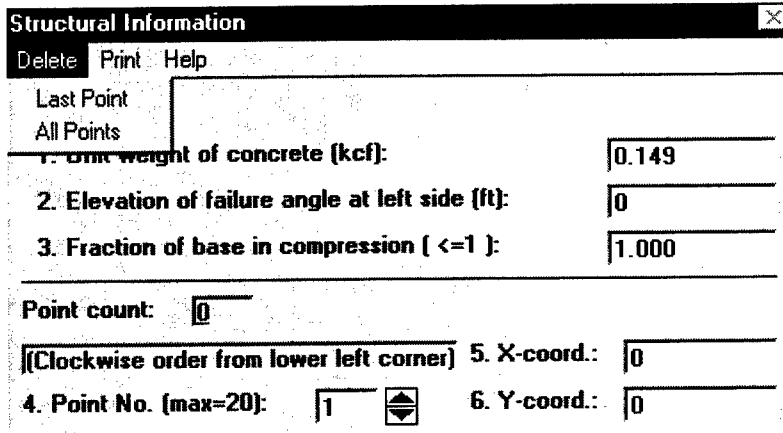 Structural Information
Delete Print Help
Last Point
All Points
1. Unit weight of concrete (kcf): 0.149
2. Elevation of failure angle at left side (ft): 0
3. Fraction of base in compression ( <=1 ): 1.000
Point count: 0
(Clockwise order from lower left corner) 5. X-coord.: 0
4. Point No. (max=20): 1 6. Y-coord.: 0